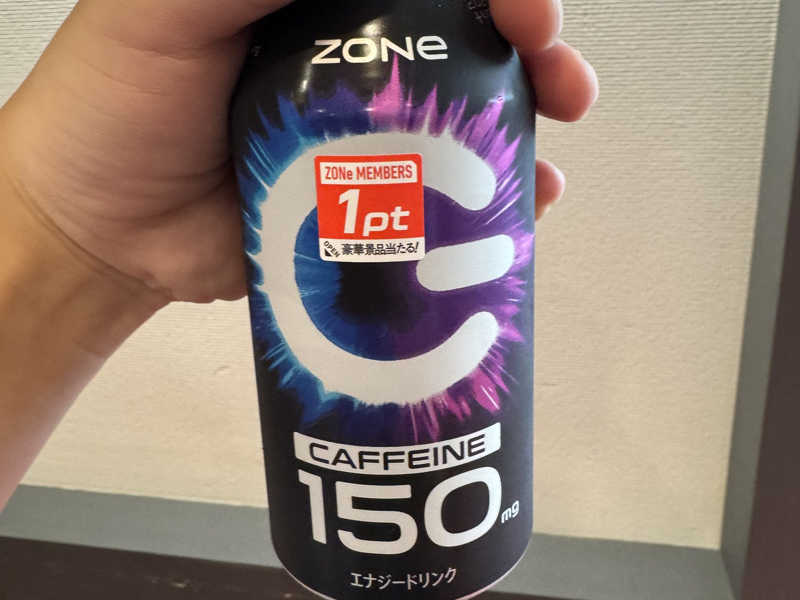 ZONe
ZONe MEMBERS
1pt
OPEN
豪華景品当たる!
CAFFEINE
150mg
エナジードリンク